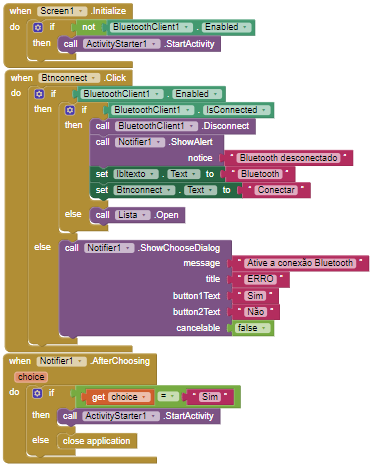 when Screen1 .Initialize
do if not BluetoothClient1 . Enabled
then call ActivityStarter1 .StartActivity
when Btnconnect .Click
do if BluetoothClient1 . Enabled
then if BluetoothClient1 . IsConnected
then call BluetoothClient1 .Disconnect
call Notifier1 .ShowAlert
notice " Bluetooth desconectado "
set lbltexto . Text to " Bluetooth "
set Btnconnect . Text to " Conectar "
else call Lista .Open
else call Notifier1 .ShowChooseDialog
message " Ative a conexão Bluetooth "
title " ERRO "
button1Text " Sim "
button2Text " Não "
cancelable false
when Notifier1 .AfterChoosing
choice
do if get choice = " Sim "
then call ActivityStarter1 .StartActivity
else close application